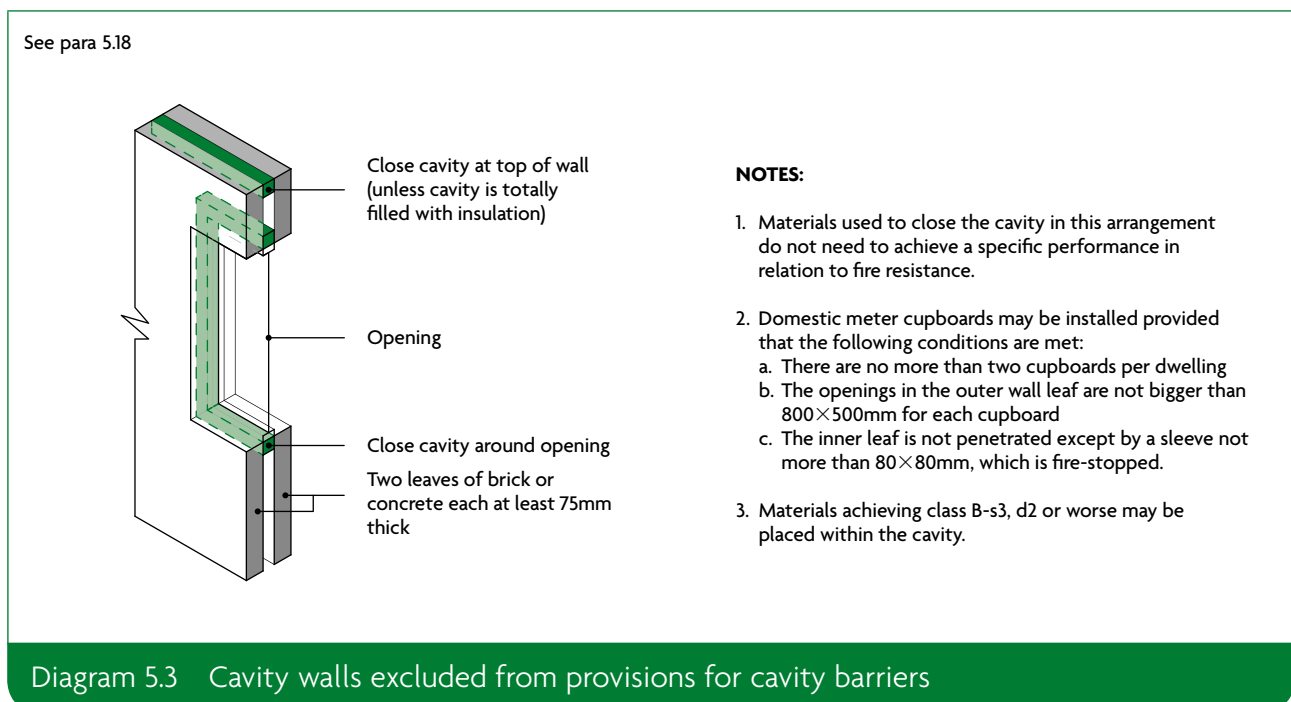 See para 5.18
Close cavity at top of wall
(unless cavity is totally
filled with insulation)
Opening
Close cavity around opening
Two leaves of brick or
concrete each at least 75mm
thick
NOTES:
1. Materials used to close the cavity in this arrangement
do not need to achieve a specific performance in
relation to fire resistance.
2. Domestic meter cupboards may be installed provided
that the following conditions are met:
a. There are no more than two cupboards per dwelling
b. The openings in the outer wall leaf are not bigger than
800×500mm for each cupboard
c. The inner leaf is not penetrated except by a sleeve not
more than 80×80mm, which is fire-stopped.
3. Materials achieving class B-s3, d2 or worse may be
placed within the cavity.
Diagram 5.3 Cavity walls excluded from provisions for cavity barriers